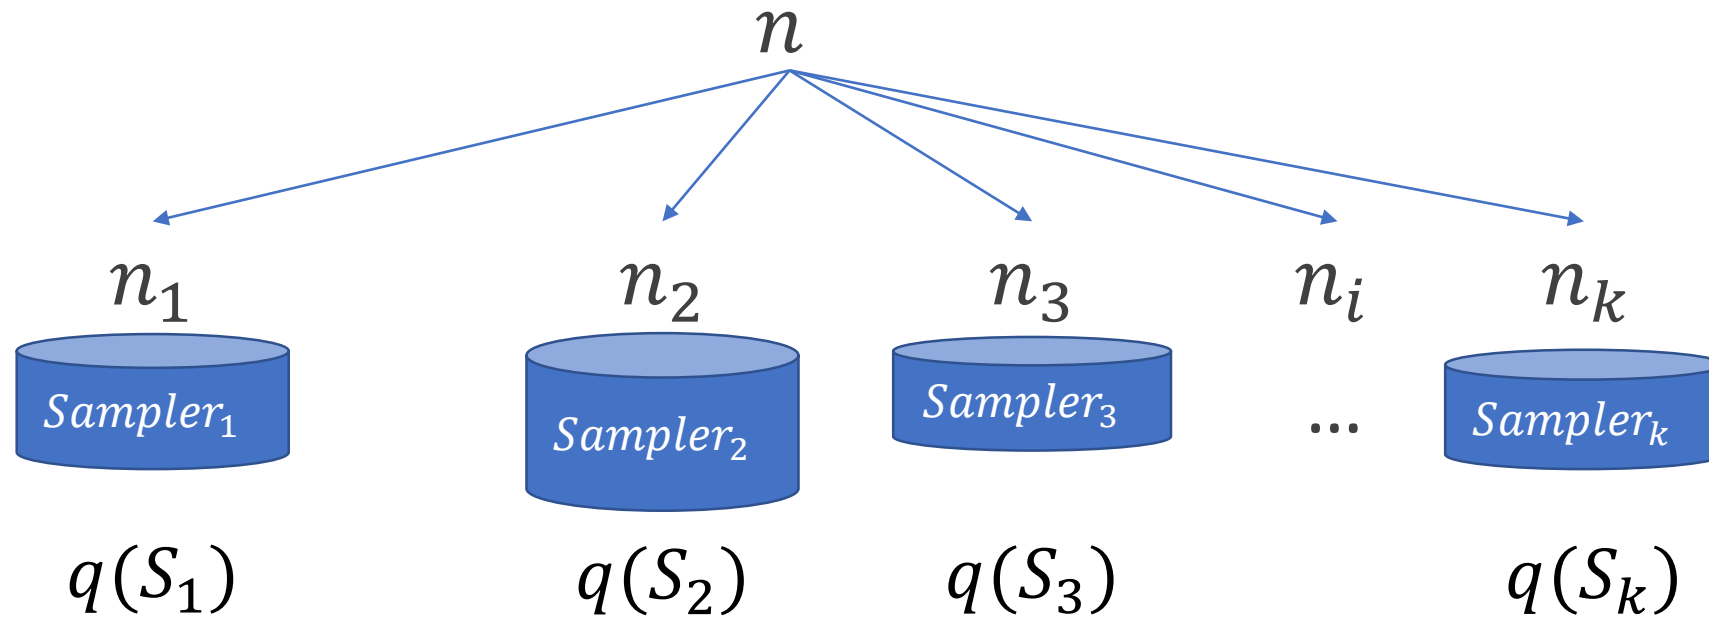 n
n₁ n₂ n₃ nᵢ nₖ
Sampler₁ Sampler₂ Sampler₃ ... Samplerₖ
q(S₁) q(S₂) q(S₃) q(Sₖ)